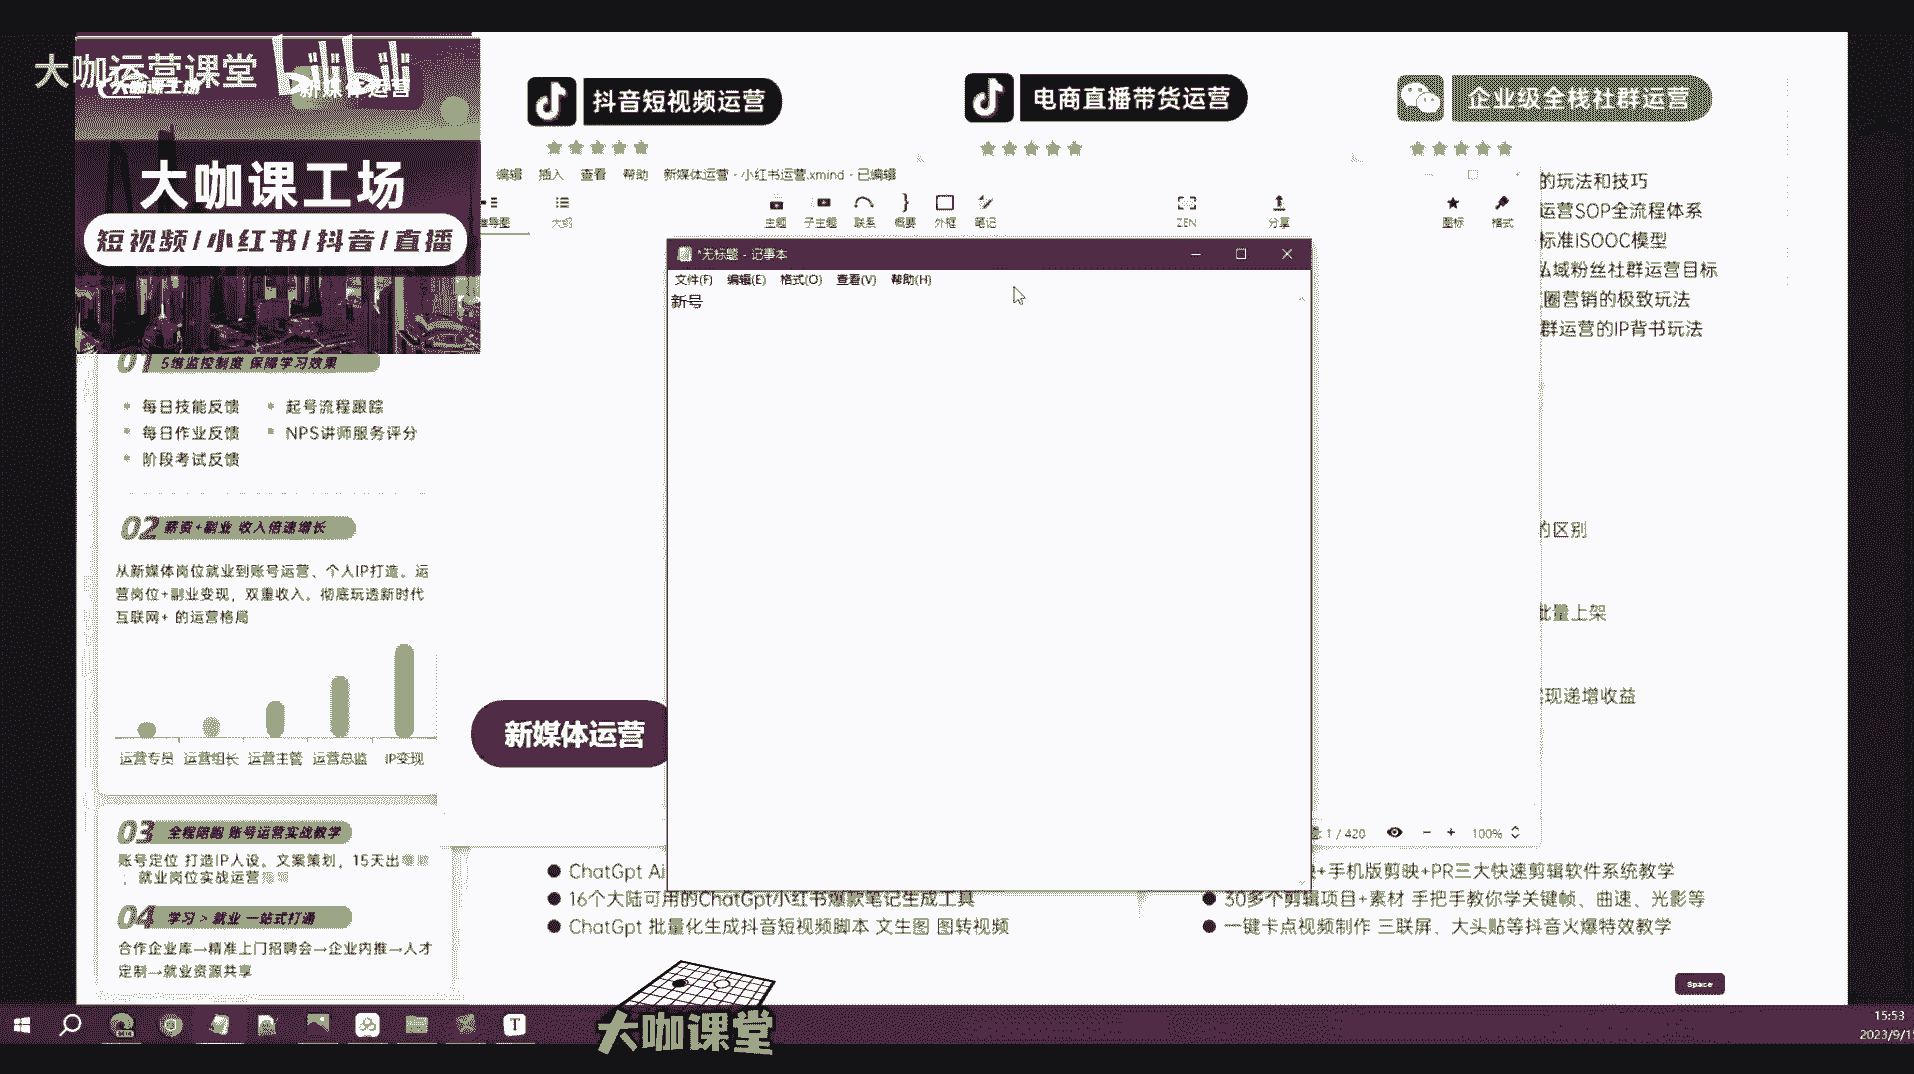 大咖运营课堂 bilibili
大咖课工场
新媒体运营
大咖课工场
短视频/小红书/抖音/直播
01 5维监控制度 保障学习效果
每日技能反馈
起号流程跟踪
每日作业反馈
NPS讲师服务评分
阶段考试反馈
02 薪资+副业 收入倍速增长
从新媒体岗位就业到账号运营、个人IP打造。运
营岗位+副业变现，双重收入。彻底玩透新时代
互联网+ 的运营格局
运营专员 运营组长 运营主管 运营总监 IP变现
03 全程陪跑 账号运营实战教学
账号定位 打造IP人设。文案策划，15天出
就业岗位实战运营
04 学习 > 就业 一站式打通
合作企业库→精准上门招聘会→企业内推→人才
定制→就业资源共享
抖音短视频运营
电商直播带货运营
企业级全栈社群运营
编辑 插入 查看 帮助 新媒体运营 - 小红书运营.xmind - 已编辑
大纲 主题 子主题 联系 概要 外框 笔记 ZEN 分享 图标 格式
*无标题 - 记事本
文件(F) 编辑(E) 格式(O) 查看(V) 帮助(H)
新号
新媒体运营
的玩法和技巧
运营SOP全流程体系
标准ISOOC模型
私域粉丝社群运营目标
圈营销的极致玩法
群运营的IP背书玩法
的区别
批量上架
实现递增收益
1 / 420
100%
ChatGpt Ai
16个大陆可用的ChatGpt小红书爆款笔记生成工具
ChatGpt 批量化生成抖音短视频脚本 文生图 图转视频
+手机版剪映+PR三大快速剪辑软件系统教学
30多个剪辑项目+素材 手把手教你学关键帧、曲速、光影等
一键卡点视频制作 三联屏、大头贴等抖音火爆特效教学
Space
大咖课堂
15:53
2023/9/1